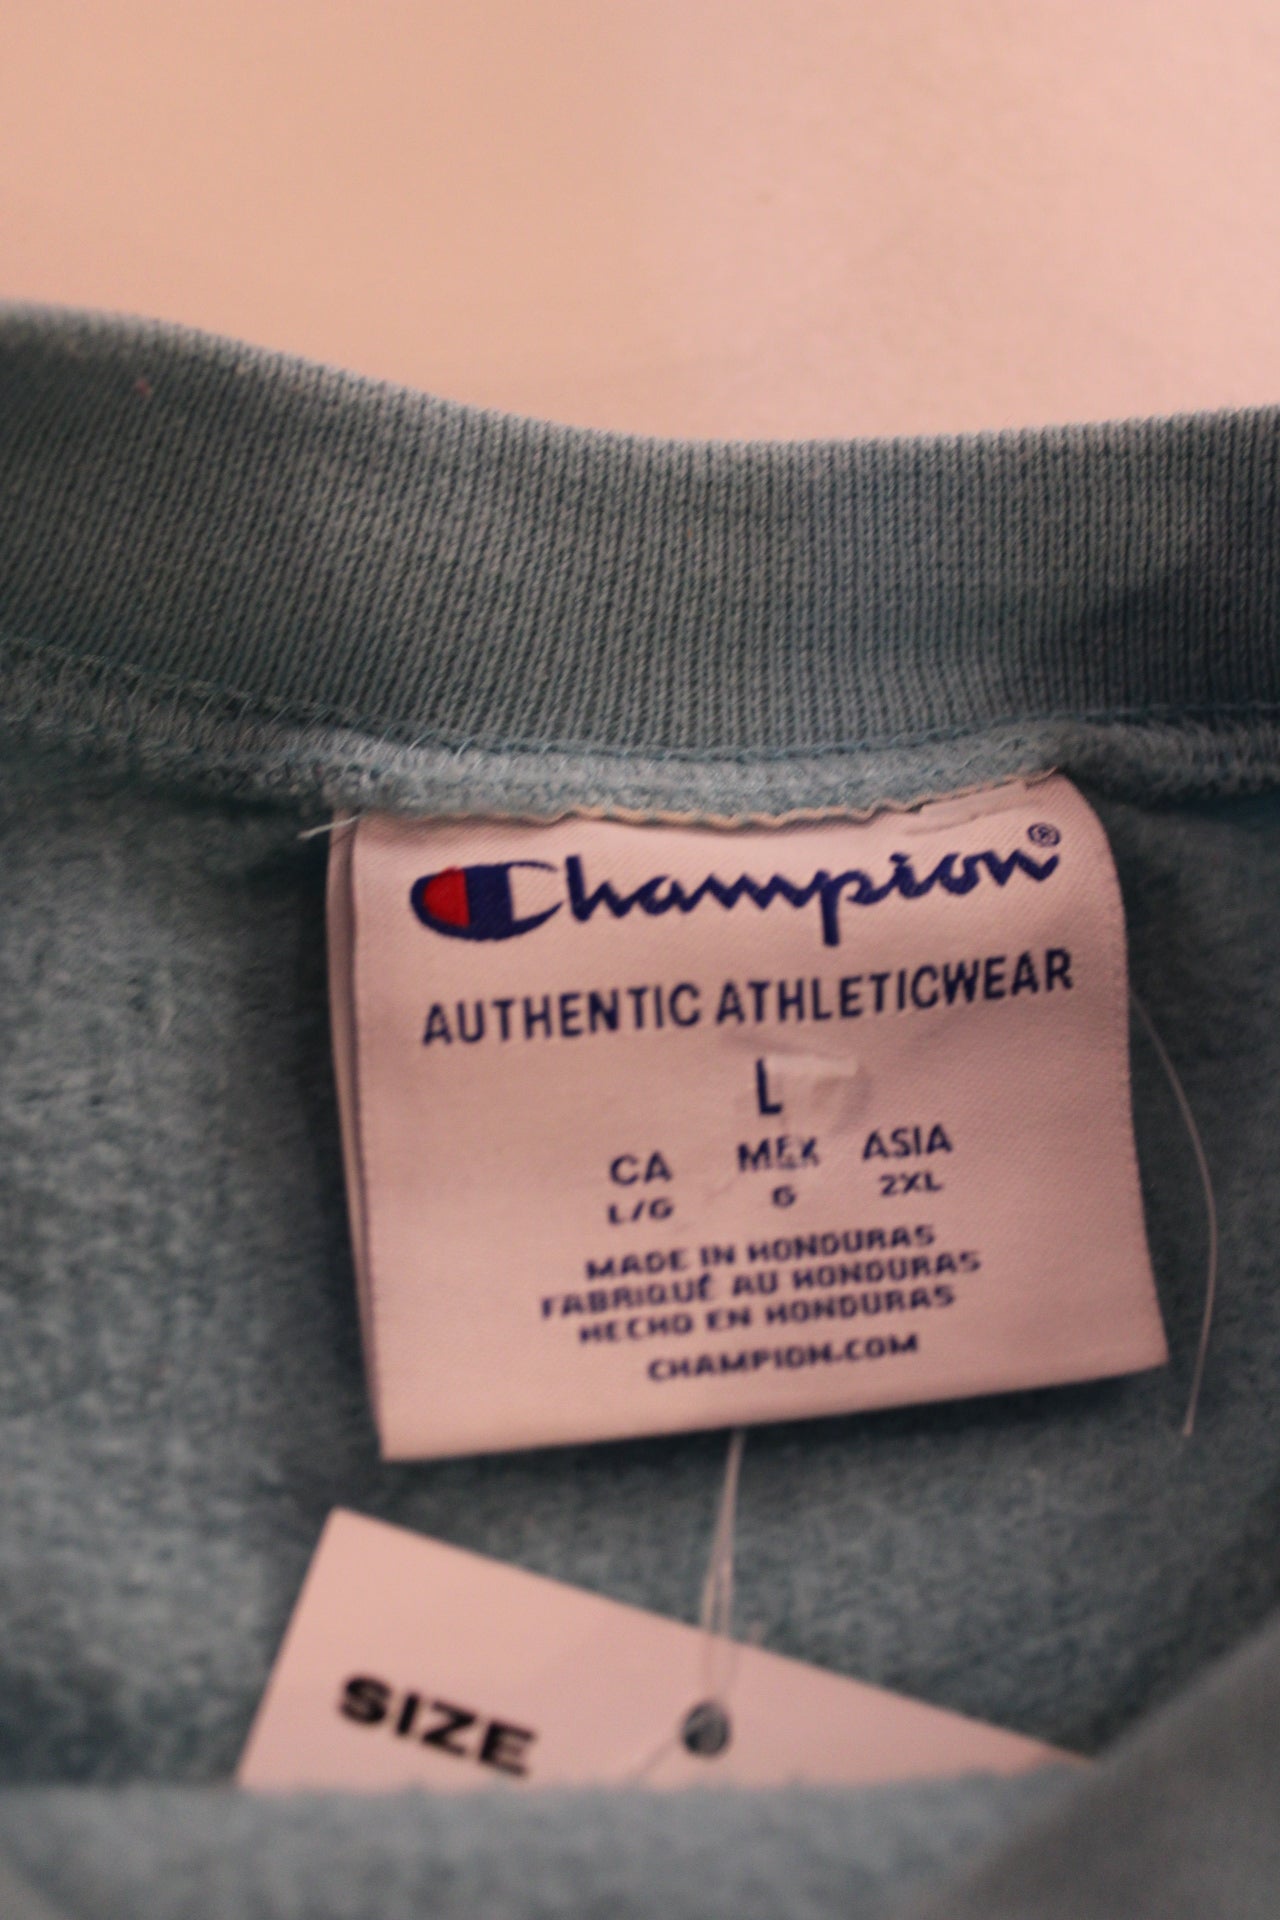 Champion®
AUTHENTIC ATHLETICWEAR
L
CA MEX ASIA
L/G G 2XL
MADE IN HONDURAS
FABRIQUÉ AU HONDURAS
HECHO EN HONDURAS
CHAMPION.COM
SIZE